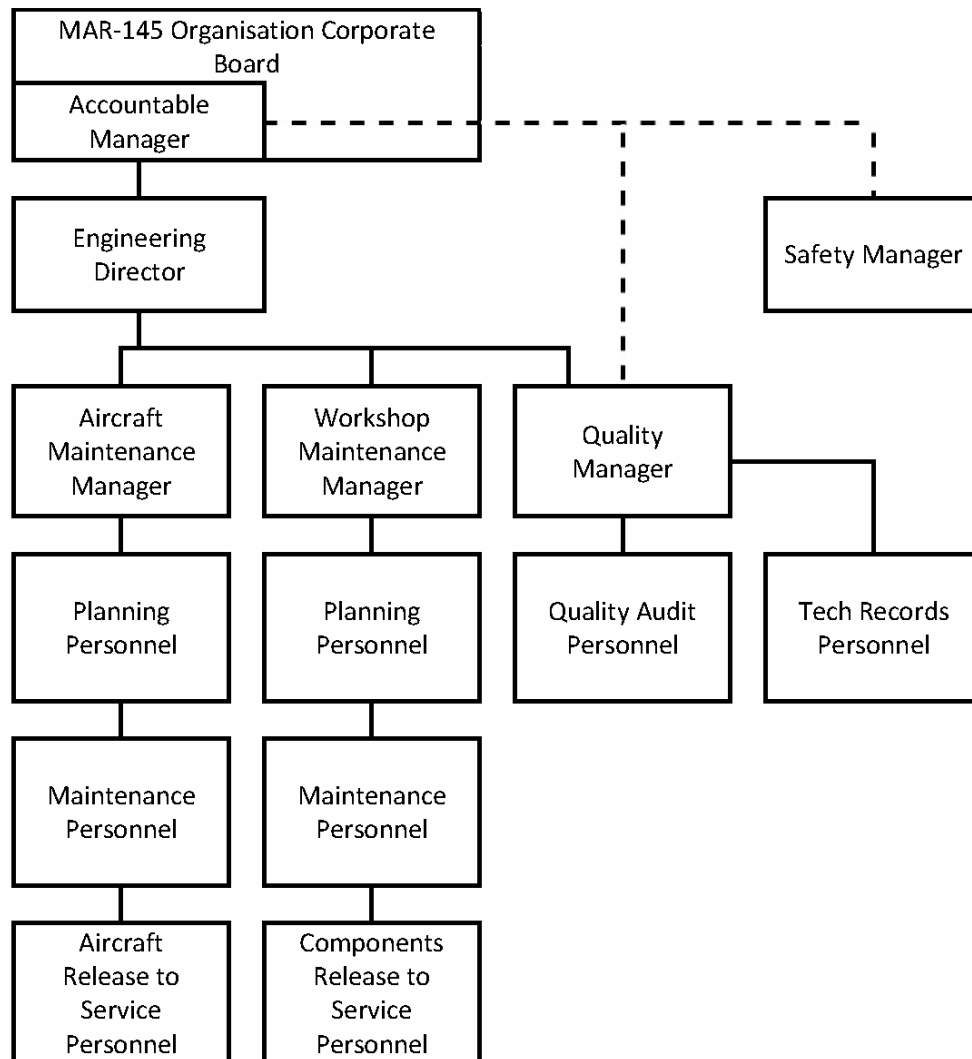 MAR-145 Organisation Corporate
Board
Accountable
Manager
Engineering
Director
Safety Manager
Aircraft
Maintenance
Manager
Workshop
Maintenance
Manager
Quality
Manager
Planning
Personnel
Planning
Personnel
Quality Audit
Personnel
Tech Records
Personnel
Maintenance
Personnel
Maintenance
Personnel
Aircraft
Release to
Service
Personnel
Components
Release to
Service
Personnel